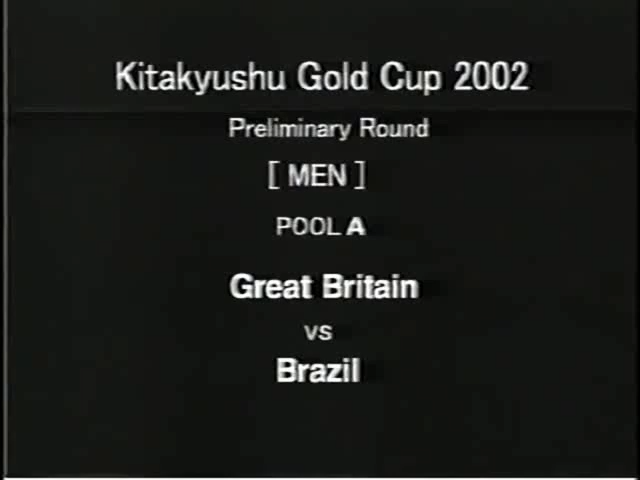 Kitakyushu Gold Cup 2002
Preliminary Round
[ MEN ]
POOL A
Great Britain
vs
Brazil